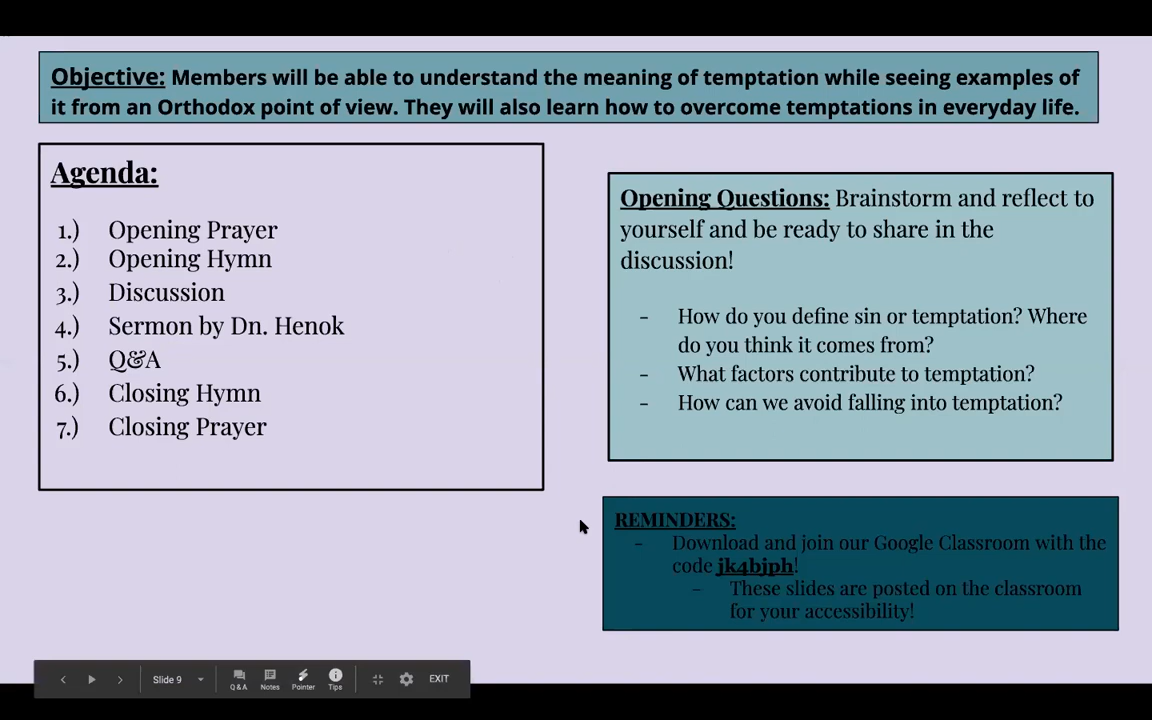 Objective: Members will be able to understand the meaning of temptation while seeing examples of
it from an Orthodox point of view. They will also learn how to overcome temptations in everyday life.
Agenda:
1.) Opening Prayer
2.) Opening Hymn
3.) Discussion
4.) Sermon by Dn. Henok
5.) Q&A
6.) Closing Hymn
7.) Closing Prayer
Opening Questions: Brainstorm and reflect to
yourself and be ready to share in the
discussion!
- How do you define sin or temptation? Where
do you think it comes from?
- What factors contribute to temptation?
- How can we avoid falling into temptation?
REMINDERS:
- Download and join our Google Classroom with the
code jk4bjph!
- These slides are posted on the classroom
for your accessibility!
Slide 9
Q&A
Notes
Pointer
Tips
EXIT